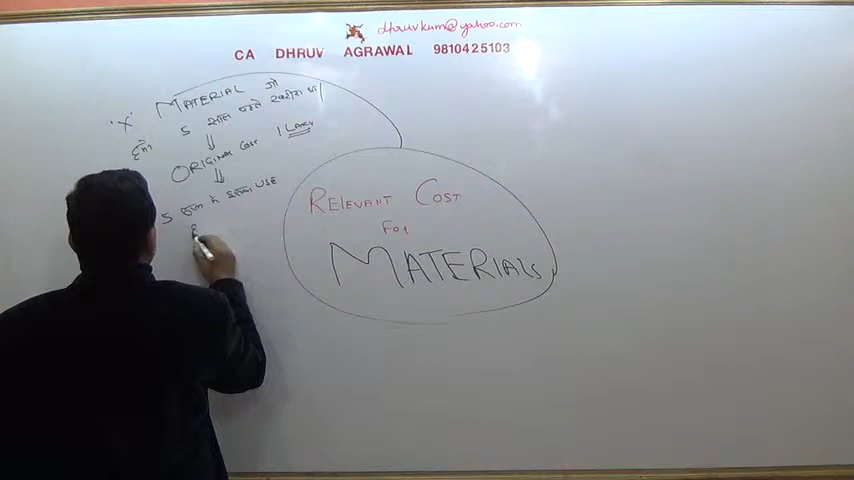 dhruvkum@yahoo.com
CA DHRUV AGRAWAL 9810425103
'X' MATERIAL जो
हमने 5 साल पहले खरीदा था।
ORIGINAL COST 1 LAKH
5 साल में इसका USE
RELEVANT COST
FOR
MATERIALS